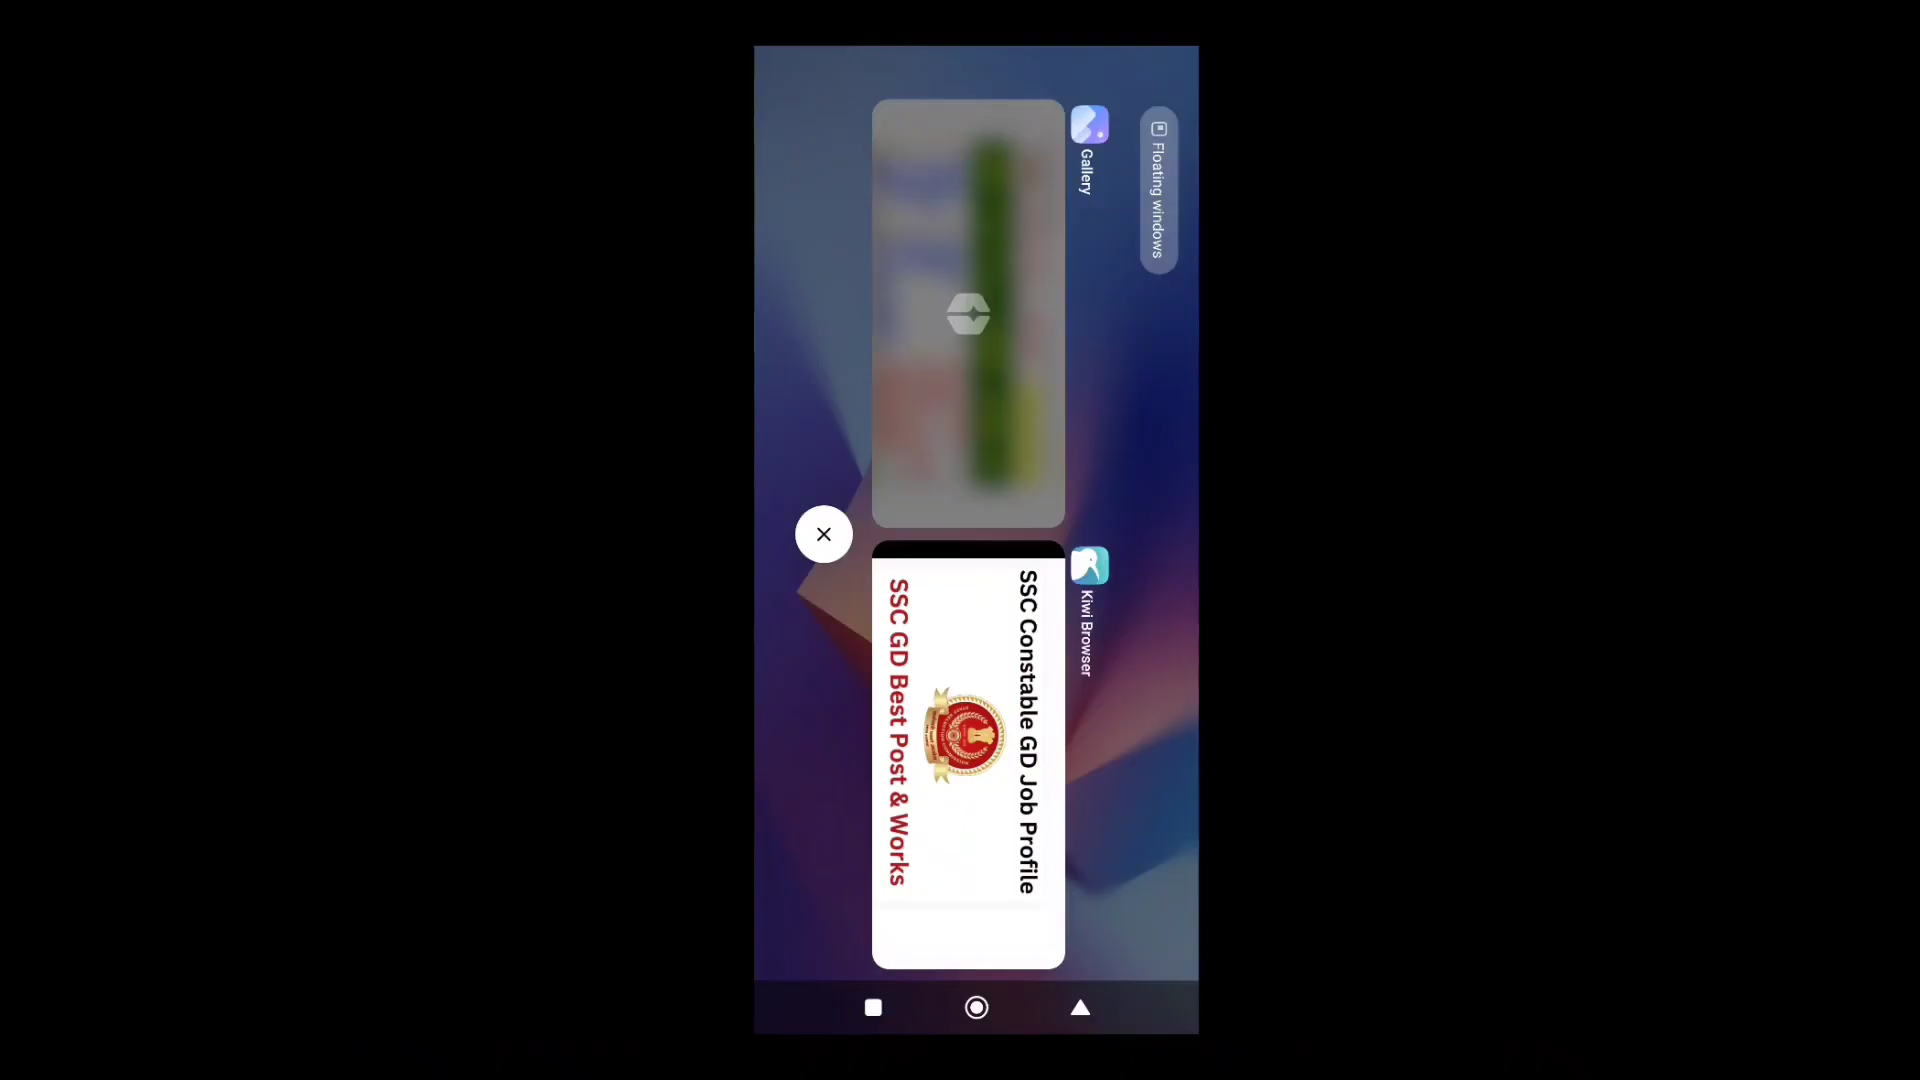 Floating windows
Gallery
Kiwi Browser
SSC Constable GD Job Profile
SSC GD Best Post & Works